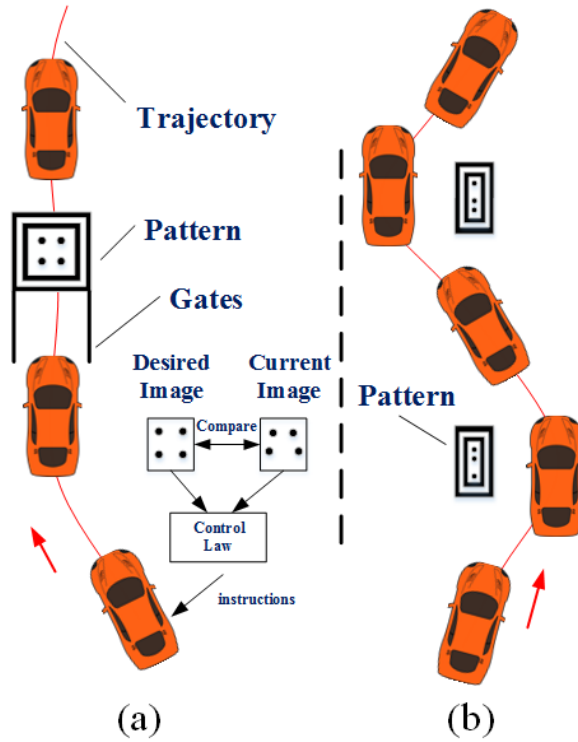 Trajectory
Pattern
Gates
Desired
Image
Current
Image
Compare
Control
Law
instructions
Pattern
(a)
(b)